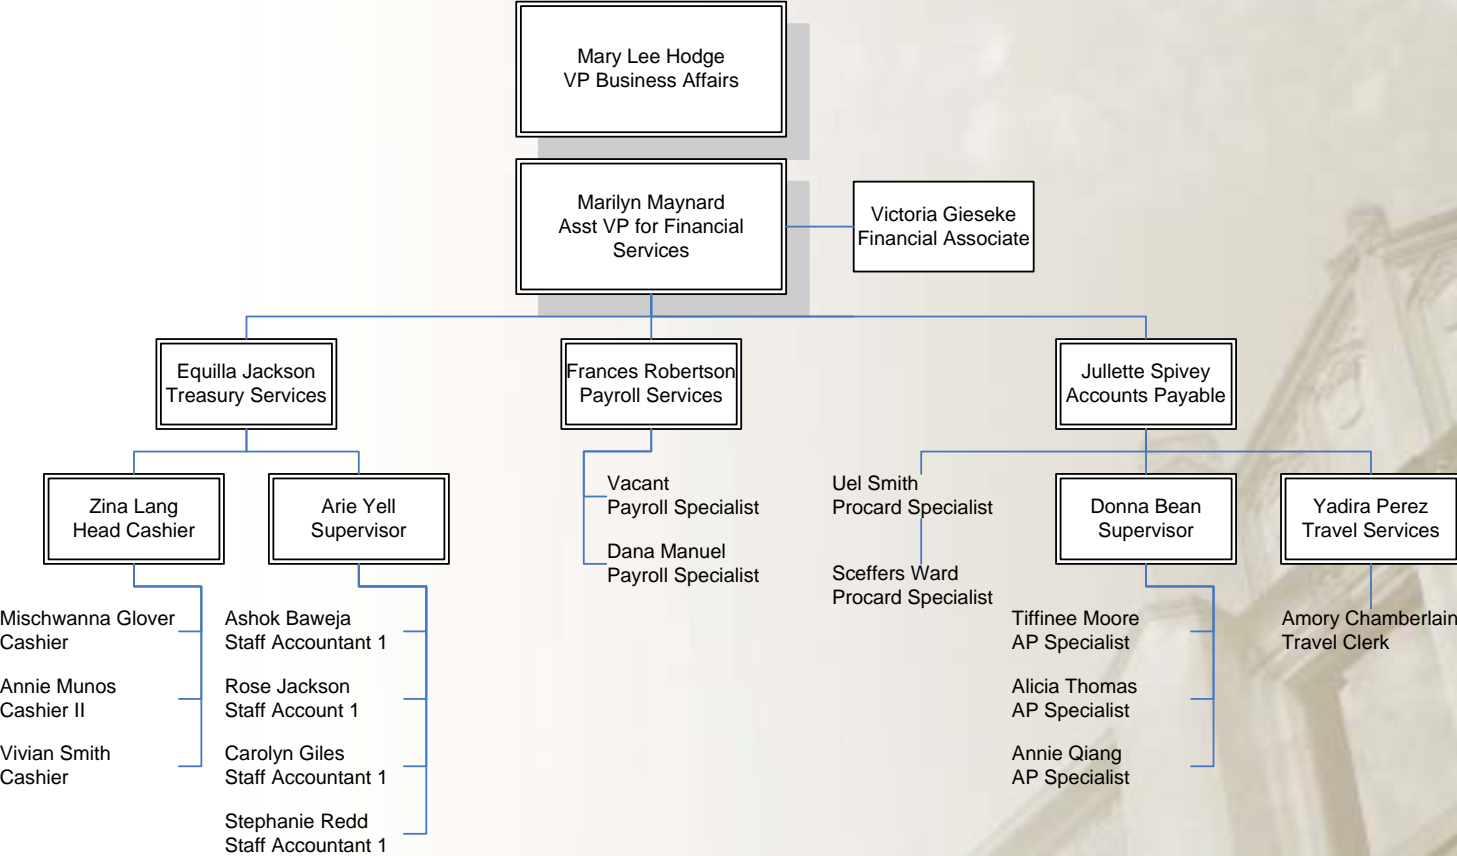 Mary Lee Hodge
VP Business Affairs
Marilyn Maynard
Asst VP for Financial
Services
Victoria Gieseke
Financial Associate
Equilla Jackson
Treasury Services
Frances Robertson
Payroll Services
Jullette Spivey
Accounts Payable
Zina Lang
Head Cashier
Arie Yell
Supervisor
Vacant
Payroll Specialist
Dana Manuel
Payroll Specialist
Uel Smith
Procard Specialist
Sceffers Ward
Procard Specialist
Donna Bean
Supervisor
Yadira Perez
Travel Services
Mischwanna Glover
Cashier
Annie Munos
Cashier II
Vivian Smith
Cashier
Ashok Baweja
Staff Accountant 1
Rose Jackson
Staff Account 1
Carolyn Giles
Staff Accountant 1
Stephanie Redd
Staff Accountant 1
Tiffinee Moore
AP Specialist
Alicia Thomas
AP Specialist
Annie Qiang
AP Specialist
Amory Chamberlain
Travel Clerk